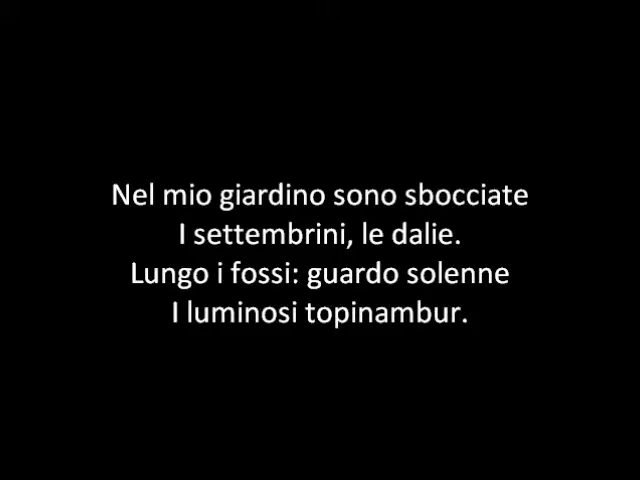 Nel mio giardino sono sbocciate
I settembrini, le dalie.
Lungo i fossi: guardo solenne
I luminosi topinambur.